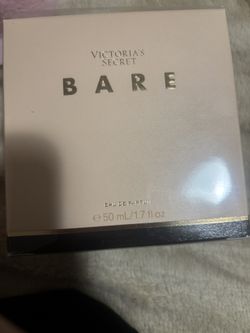 VICTORIA'S
SECRET
BARE
EAU DE PARFUM
℮ 50 mL/1.7 fl oz